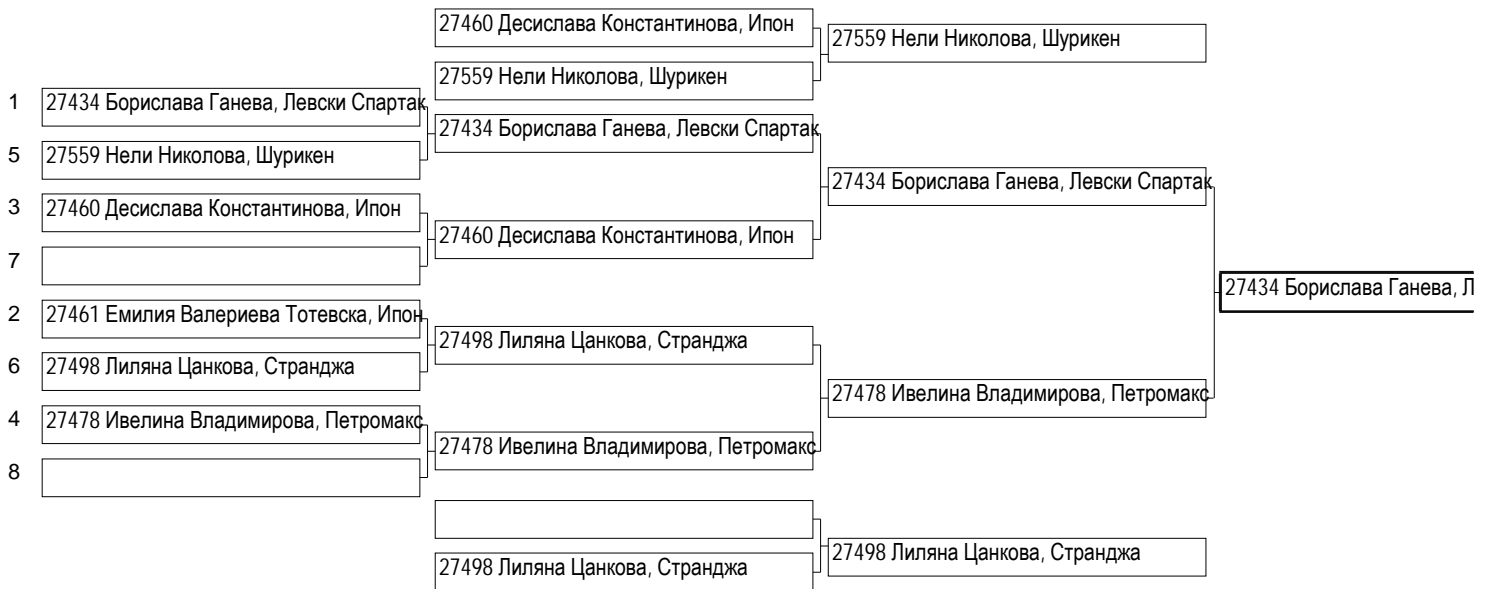 27460 Десислава Константинова, Ипон
27559 Нели Николова, Шурикен
27559 Нели Николова, Шурикен
1 27434 Борислава Ганева, Левски Спартак
27434 Борислава Ганева, Левски Спартак
5 27559 Нели Николова, Шурикен
27434 Борислава Ганева, Левски Спартак
3 27460 Десислава Константинова, Ипон
27460 Десислава Константинова, Ипон
7
27434 Борислава Ганева, Л
2 27461 Емилия Валериева Тотевска, Ипон
27498 Лиляна Цанкова, Странджа
6 27498 Лиляна Цанкова, Странджа
27478 Ивелина Владимирова, Петромакс
4 27478 Ивелина Владимирова, Петромакс
27478 Ивелина Владимирова, Петромакс
8
27498 Лиляна Цанкова, Странджа
27498 Лиляна Цанкова, Странджа